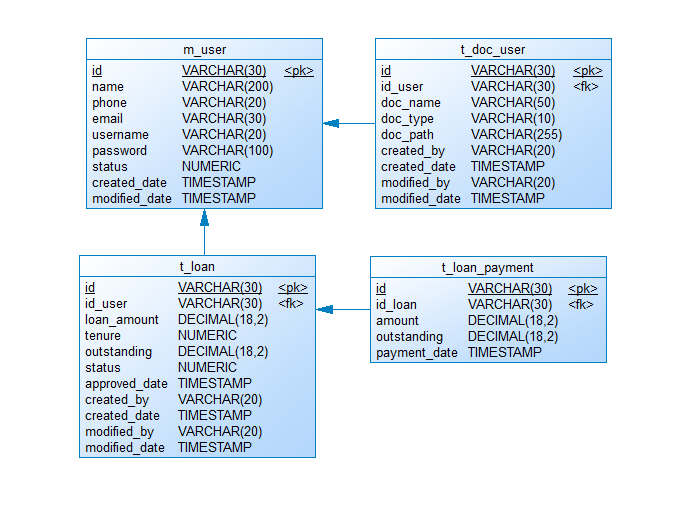 m_user
id VARCHAR(30) <pk>
name VARCHAR(200)
phone VARCHAR(20)
email VARCHAR(30)
username VARCHAR(20)
password VARCHAR(100)
status NUMERIC
created_date TIMESTAMP
modified_date TIMESTAMP
t_doc_user
id VARCHAR(30) <pk>
id_user VARCHAR(30) <fk>
doc_name VARCHAR(50)
doc_type VARCHAR(10)
doc_path VARCHAR(255)
created_by VARCHAR(20)
created_date TIMESTAMP
modified_by VARCHAR(20)
modified_date TIMESTAMP
t_loan
id VARCHAR(30) <pk>
id_user VARCHAR(30) <fk>
loan_amount DECIMAL(18,2)
tenure NUMERIC
outstanding DECIMAL(18,2)
status NUMERIC
approved_date TIMESTAMP
created_by VARCHAR(20)
created_date TIMESTAMP
modified_by VARCHAR(20)
modified_date TIMESTAMP
t_loan_payment
id VARCHAR(30) <pk>
id_loan VARCHAR(30) <fk>
amount DECIMAL(18,2)
outstanding DECIMAL(18,2)
payment_date TIMESTAMP